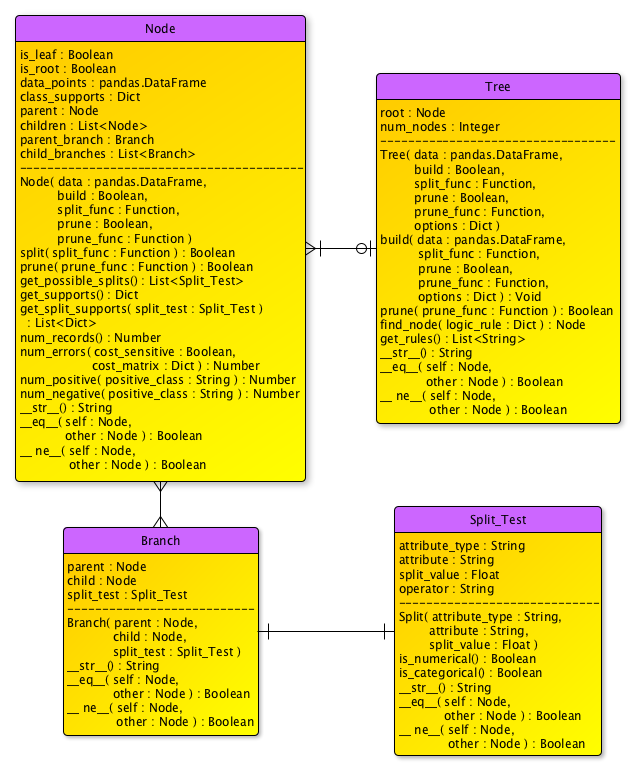 Node
is_leaf : Boolean
is_root : Boolean
data_points : pandas.DataFrame
class_supports : Dict
parent : Node
children : List<Node>
parent_branch : Branch
child_branches : List<Branch>
Node( data : pandas.DataFrame,
build : Boolean,
split_func : Function,
prune : Boolean,
prune_func : Function )
split( split_func : Function ) : Boolean
prune( prune_func : Function ) : Boolean
get_possible_splits() : List<Split_Test>
get_supports() : Dict
get_split_supports( split_test : Split_Test )
: List<Dict>
num_records() : Number
num_errors( cost_sensitive : Boolean,
cost_matrix : Dict ) : Number
num_positive( positive_class : String ) : Number
num_negative( positive_class : String ) : Number
__str__() : String
__eq__( self : Node,
other : Node ) : Boolean
__ ne__( self : Node,
other : Node ) : Boolean
Tree
root : Node
num_nodes : Integer
Tree( data : pandas.DataFrame,
build : Boolean,
split_func : Function,
prune : Boolean,
prune_func : Function,
options : Dict )
build( data : pandas.DataFrame,
split_func : Function,
prune : Boolean,
prune_func : Function,
options : Dict ) : Void
prune( prune_func : Function ) : Boolean
find_node( logic_rule : Dict ) : Node
get_rules() : List<String>
__str__() : String
__eq__( self : Node,
other : Node ) : Boolean
__ ne__( self : Node,
other : Node ) : Boolean
Branch
parent : Node
child : Node
split_test : Split_Test
Branch( parent : Node,
child : Node,
split_test : Split_Test )
__str__() : String
__eq__( self : Node,
other : Node ) : Boolean
__ ne__( self : Node,
other : Node ) : Boolean
Split_Test
attribute_type : String
attribute : String
split_value : Float
operator : String
Split( attribute_type : String,
attribute : String,
split_value : Float )
is_numerical() : Boolean
is_categorical() : Boolean
__str__() : String
__eq__( self : Node,
other : Node ) : Boolean
__ ne__( self : Node,
other : Node ) : Boolean